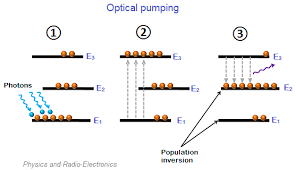 Optical pumping
1 2 3
E3 E3 E3
Photons
E2 E2 E2
E1 E1 E1
Population
inversion
Physics and Radio-Electronics